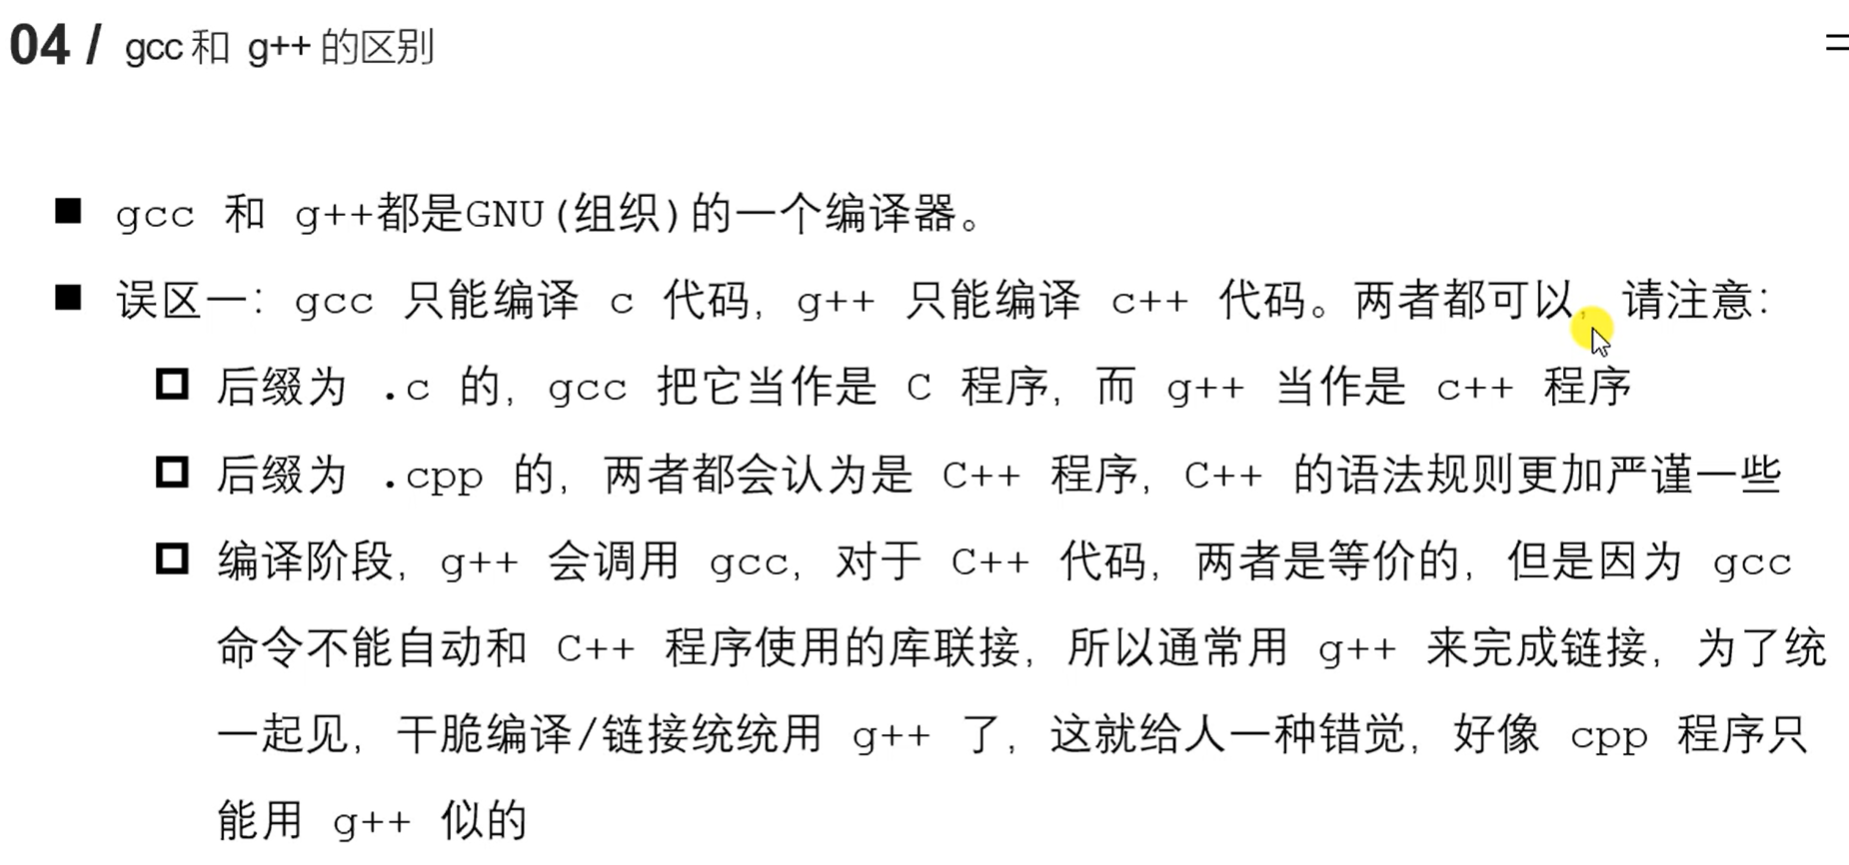 04 / gcc和 g++ 的区别
gcc 和 g++都是GNU(组织)的一个编译器。
误区一：gcc 只能编译 c 代码，g++ 只能编译 c++ 代码。两者都可以，请注意：
后缀为 .c 的，gcc 把它当作是 C 程序，而 g++ 当作是 c++ 程序
后缀为 .cpp 的，两者都会认为是 C++ 程序，C++ 的语法规则更加严谨一些
编译阶段，g++ 会调用 gcc，对于 C++ 代码，两者是等价的，但是因为 gcc
命令不能自动和 C++ 程序使用的库联接，所以通常用 g++ 来完成链接，为了统
一起见，干脆编译/链接统统用 g++ 了，这就给人一种错觉，好像 cpp 程序只
能用 g++ 似的